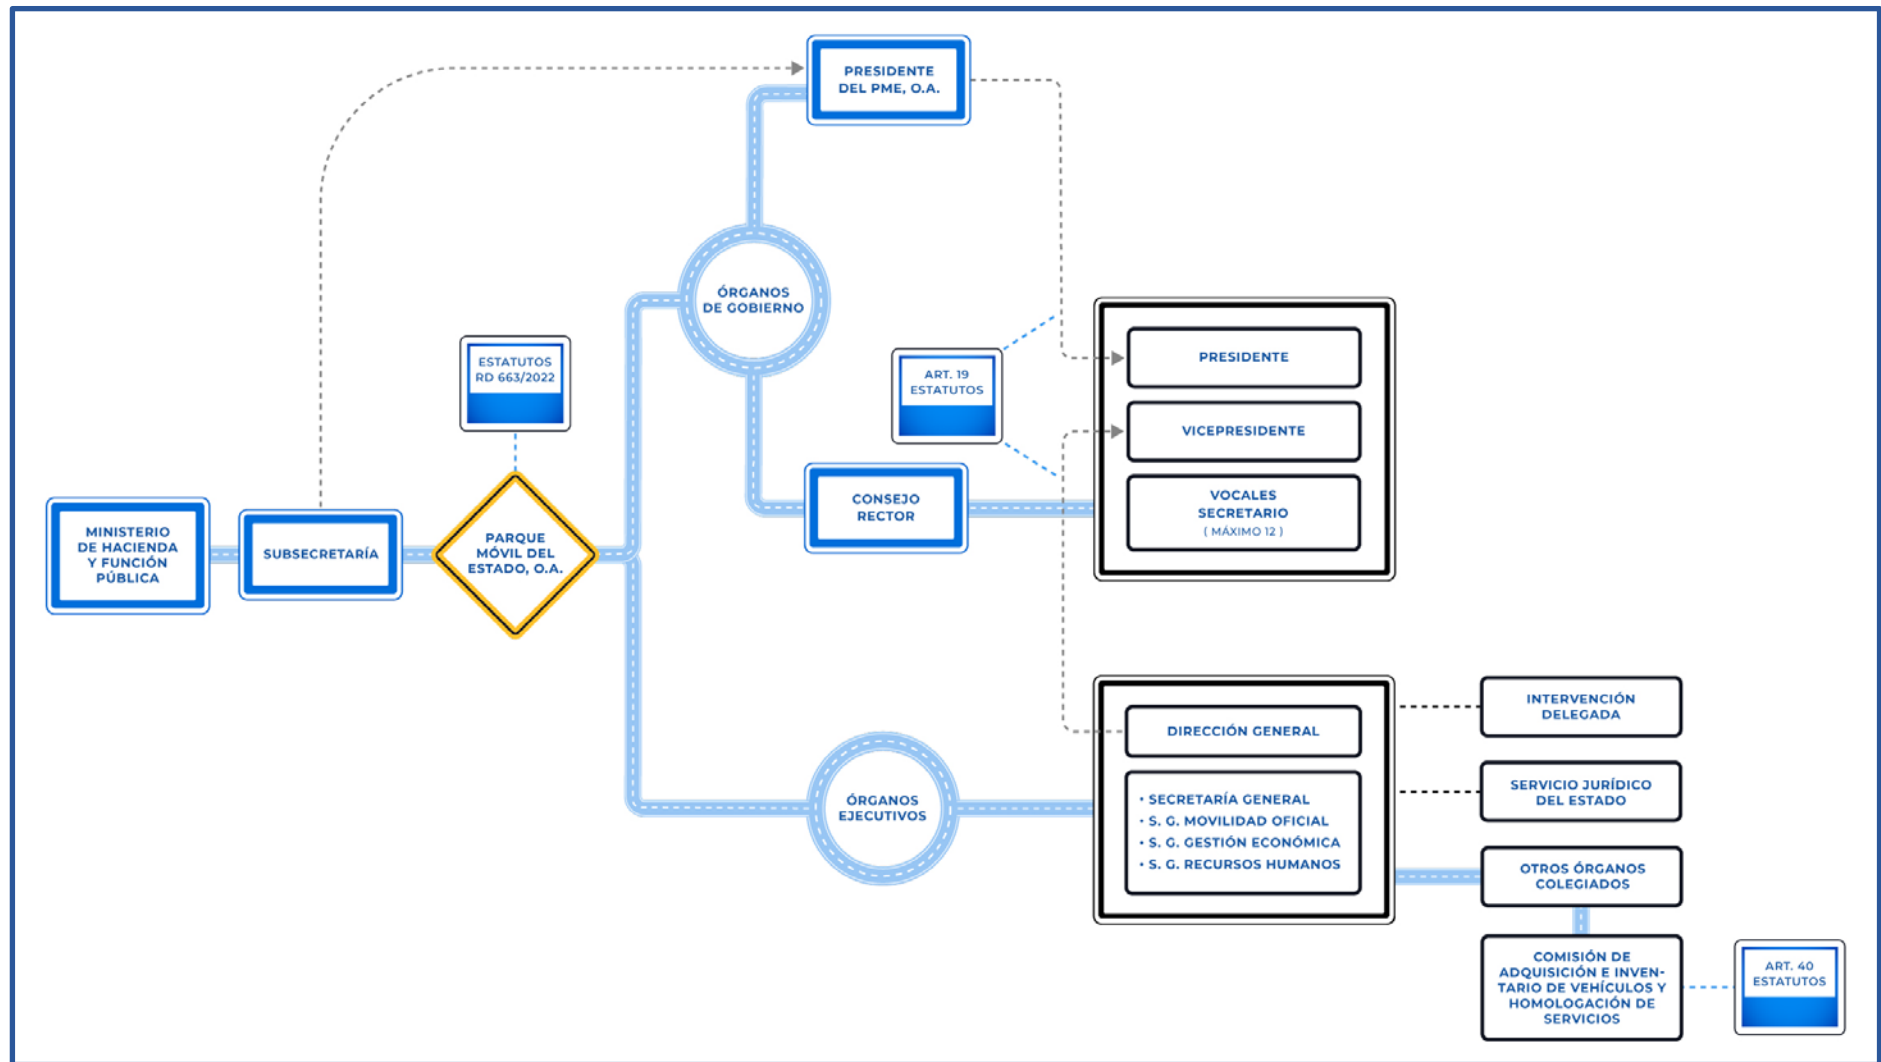 PRESIDENTE
DEL PME, O.A.
ÓRGANOS
DE GOBIERNO
ESTATUTOS
RD 663/2022
ART. 19
ESTATUTOS
PRESIDENTE
VICEPRESIDENTE
VOCALES
SECRETARIO
( MÁXIMO 12 )
CONSEJO
RECTOR
MINISTERIO
DE HACIENDA
Y FUNCIÓN
PÚBLICA
SUBSECRETARÍA
PARQUE
MÓVIL DEL
ESTADO, O.A.
DIRECCIÓN GENERAL
• SECRETARÍA GENERAL
• S. G. MOVILIDAD OFICIAL
• S. G. GESTIÓN ECONÓMICA
• S. G. RECURSOS HUMANOS
ÓRGANOS
EJECUTIVOS
INTERVENCIÓN
DELEGADA
SERVICIO JURÍDICO
DEL ESTADO
OTROS ÓRGANOS
COLEGIADOS
COMISIÓN DE
ADQUISICIÓN E INVEN-
TARIO DE VEHÍCULOS Y
HOMOLOGACIÓN DE
SERVICIOS
ART. 40
ESTATUTOS